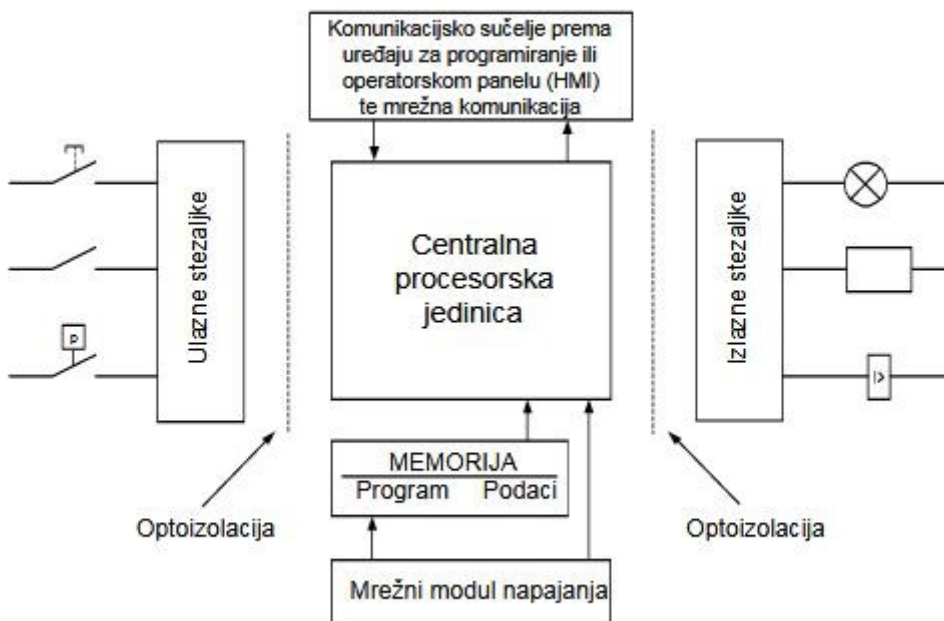 Komunikacijsko sučelje prema
uređaju za programiranje ili
operatorskom panelu (HMI)
te mrežna komunikacija
Ulazne stezaljke
Centralna
procesorska
jedinica
Izlazne stezaljke
p
I>
MEMORIJA
Program Podaci
Optoizolacija
Optoizolacija
Mrežni modul napajanja